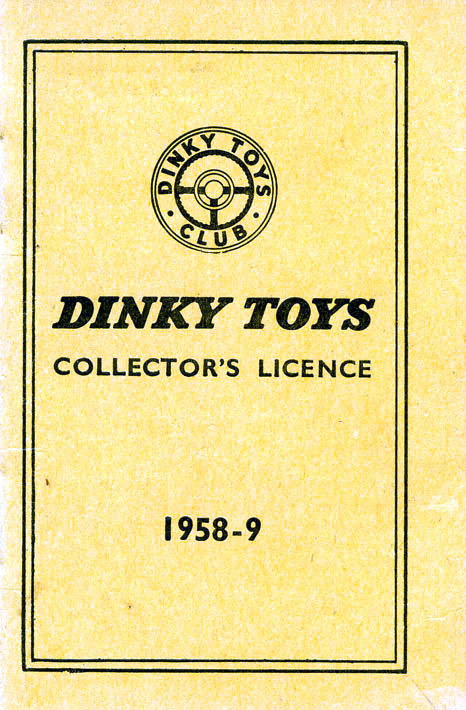 DINKY TOYS
CLUB
DINKY TOYS
COLLECTOR'S LICENCE
1958-9